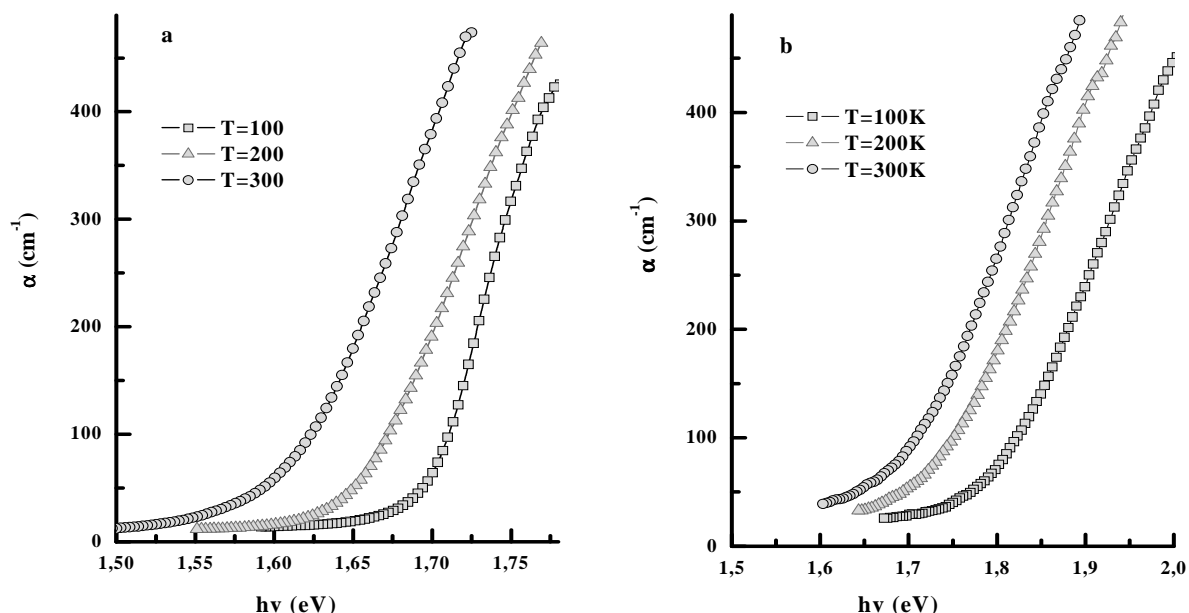 a
T=100
T=200
T=300
α (cm⁻¹)
400
300
200
100
0
1,50 1,55 1,60 1,65 1,70 1,75
hν (eV)
b
T=100K
T=200K
T=300K
α (cm⁻¹)
400
300
200
100
0
1,5 1,6 1,7 1,8 1,9 2,0
hν (eV)